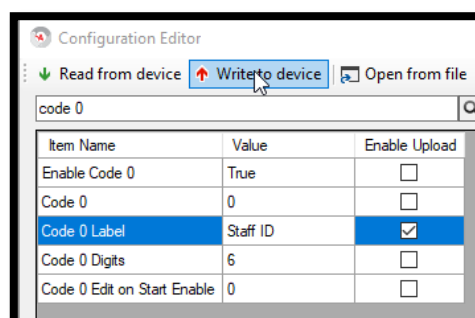 Configuration Editor
Read from device Write to device Open from file
code 0
Item Name Value Enable Upload
Enable Code 0 True
Code 0 0
Code 0 Label Staff ID
Code 0 Digits 6
Code 0 Edit on Start Enable 0